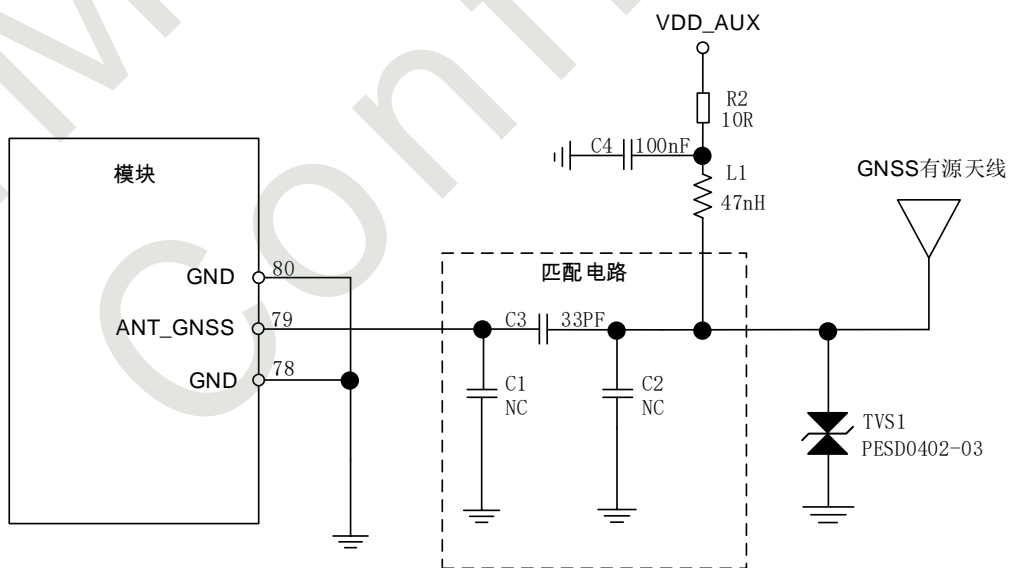 VDD_AUX
R2
10R
C4
100nF
L1
47nH
GNSS有源天线
模块
匹配电路
GND
80
ANT_GNSS
79
C3
33PF
GND
78
C1
NC
C2
NC
TVS1
PESD0402-03